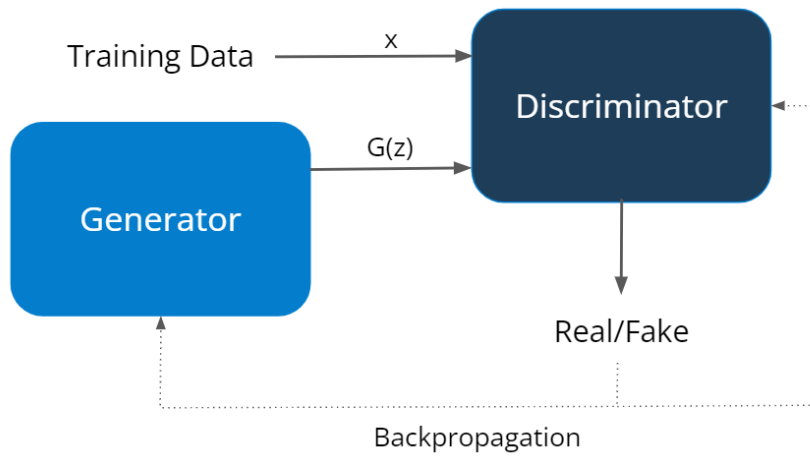 Training Data
x
Discriminator
G(z)
Generator
Real/Fake
Backpropagation